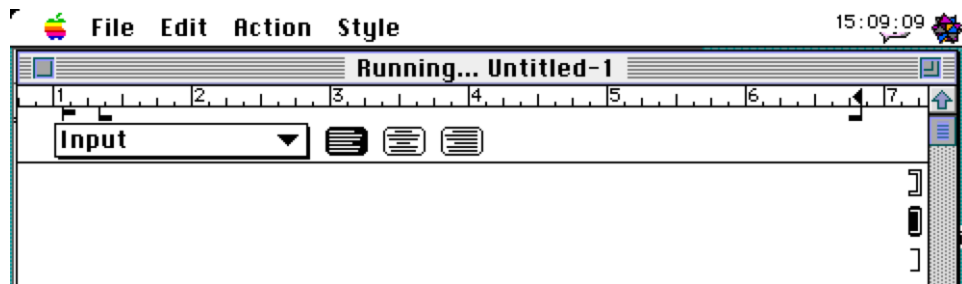 File Edit Action Style 15:09:09
Running... Untitled-1
1 2 3 4 5 6 7
Input